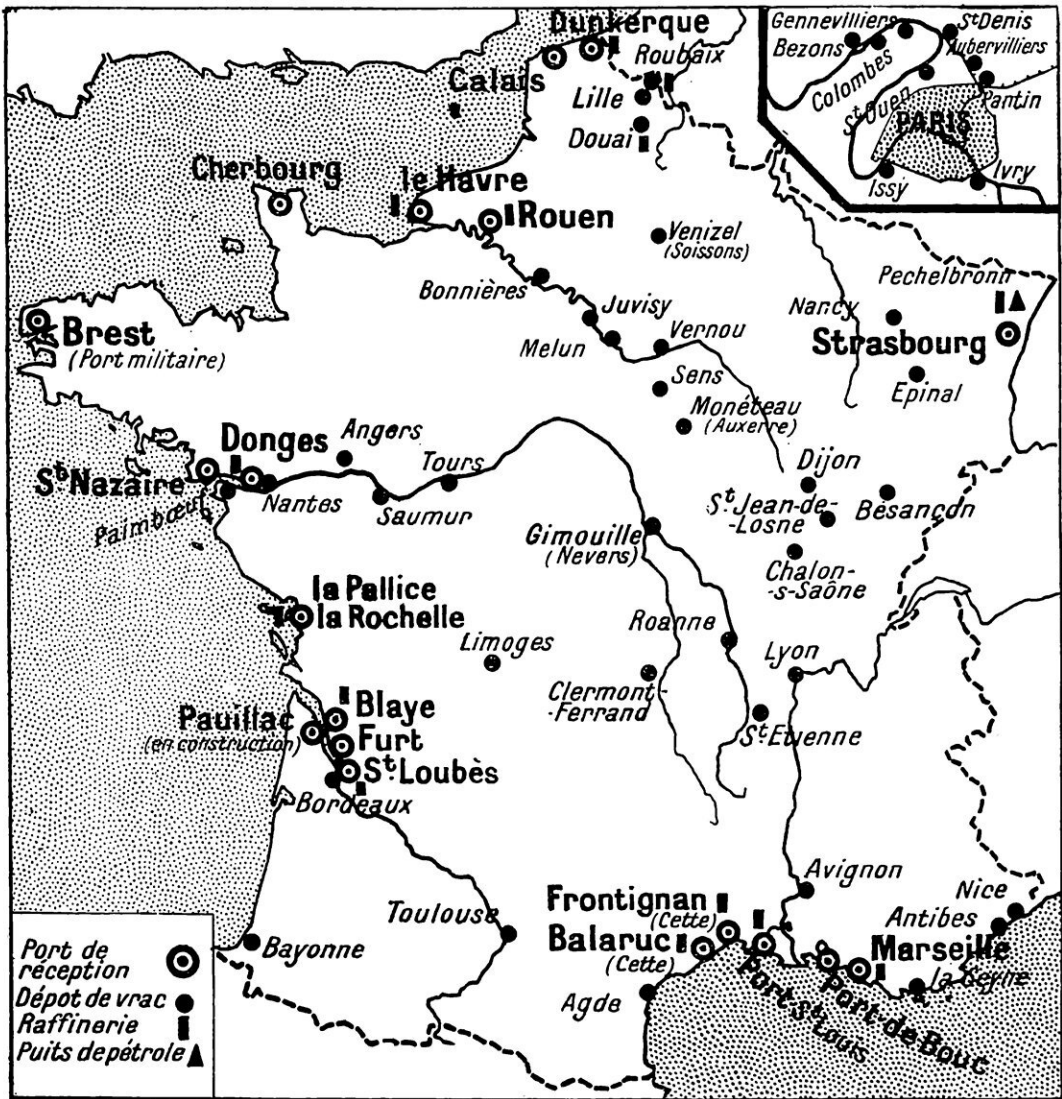 Dunkerque
Calais
Roubaix
Lille
Douai
Gennevilliers
Bezons
Colombes
St Ouen
St Denis
Aubervilliers
Pantin
PARIS
Issy
Ivry
Cherbourg
le Havre
Rouen
Venizel
(Soissons)
Bonnières
Juvisy
Melun
Vernou
Sens
Monéteau
(Auxerre)
Pechelbronn
Nancy
Strasbourg
Epinal
Brest
(Port militaire)
Donges
Angers
St Nazaire
Paimbœuf
Nantes
Saumur
Tours
Gimouille
(Nevers)
Dijon
St Jean-de-
-Losne
Bèsançon
Chalon-
-s-Saône
la Pallice
la Rochelle
Limoges
Roanne
Clermont-
-Ferrand
Lyon
St Etienne
Pauillac
(en construction)
Blaye
Furt
St Loubès
Bordeaux
Avignon
Nice
Antibes
Toulouse
Bayonne
Frontignan
(Cette)
Balaruc
(Cette)
Agde
Port St Louis
Port-de-Bouc
Marseille
la Seyne
Port de
réception
Dépot de vrac
Raffinerie
Puits de pétrole